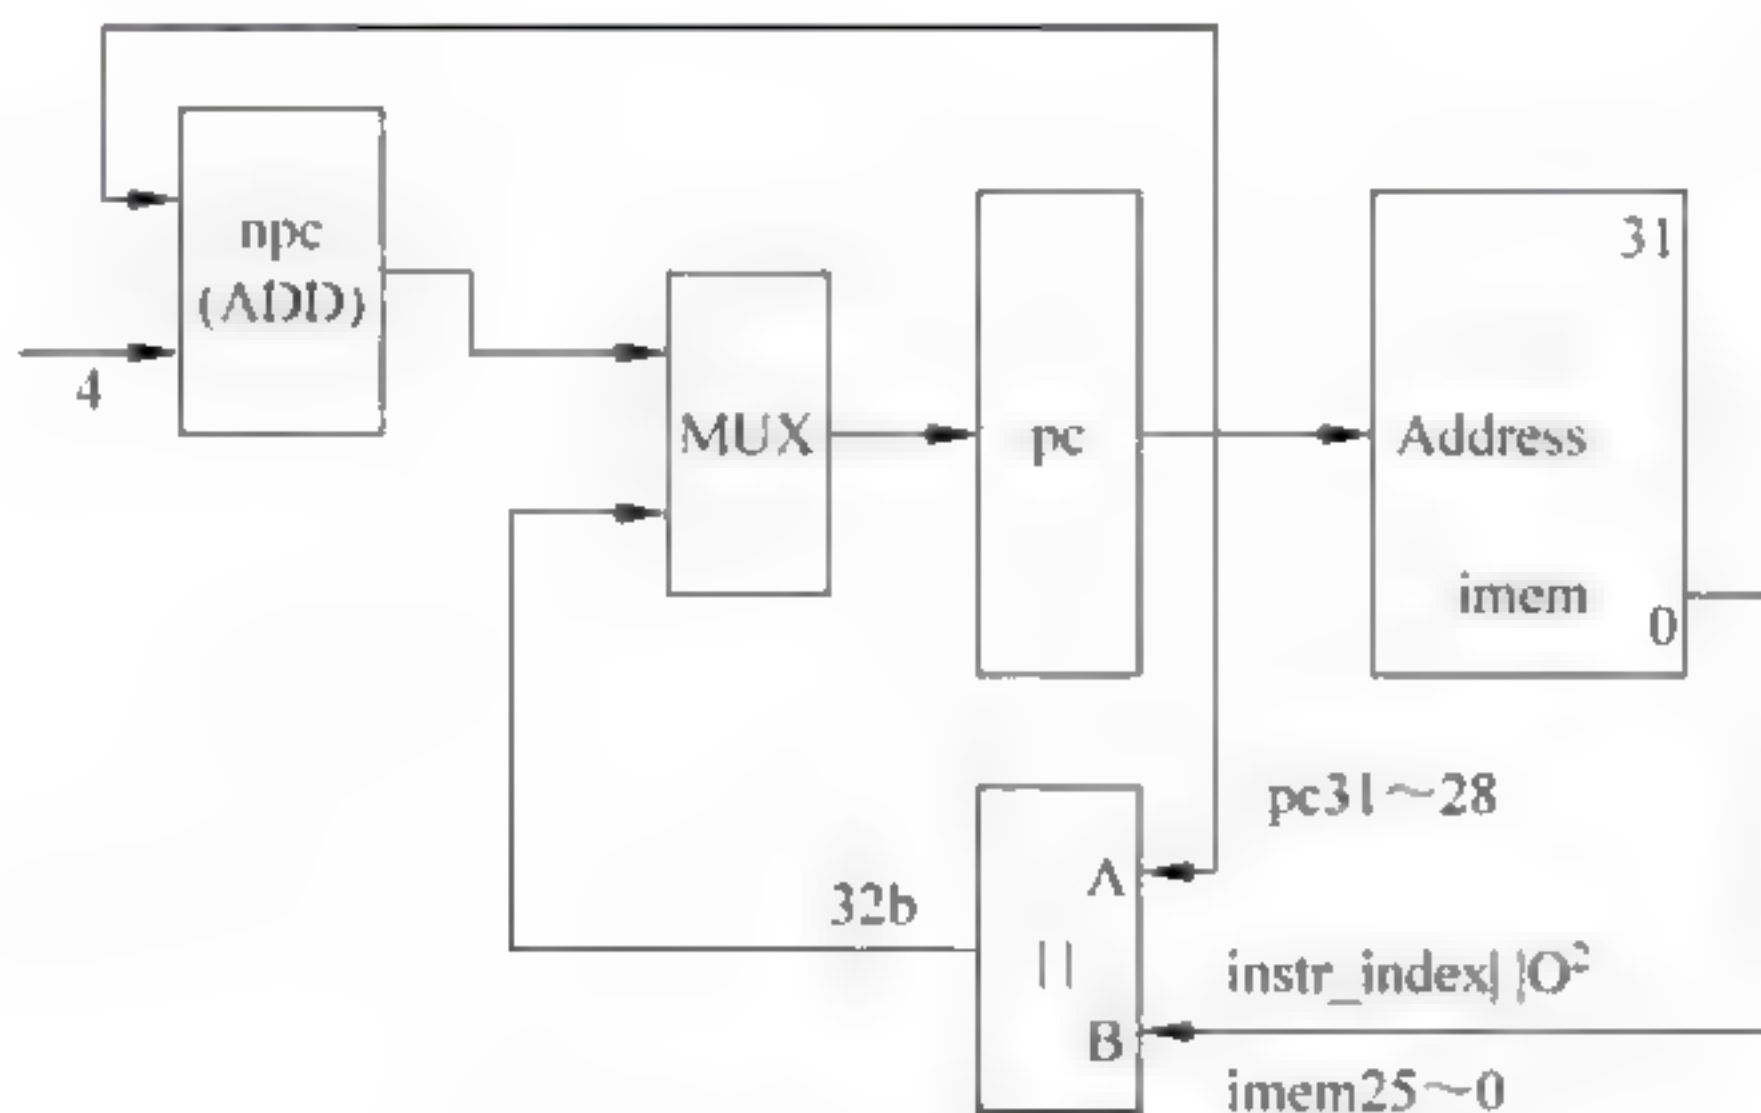 npc
(ADD)
4
MUX
pc
31
Address
imem
0
pc31～28
A
32b
||
instr_index||O²
B
imem25～0